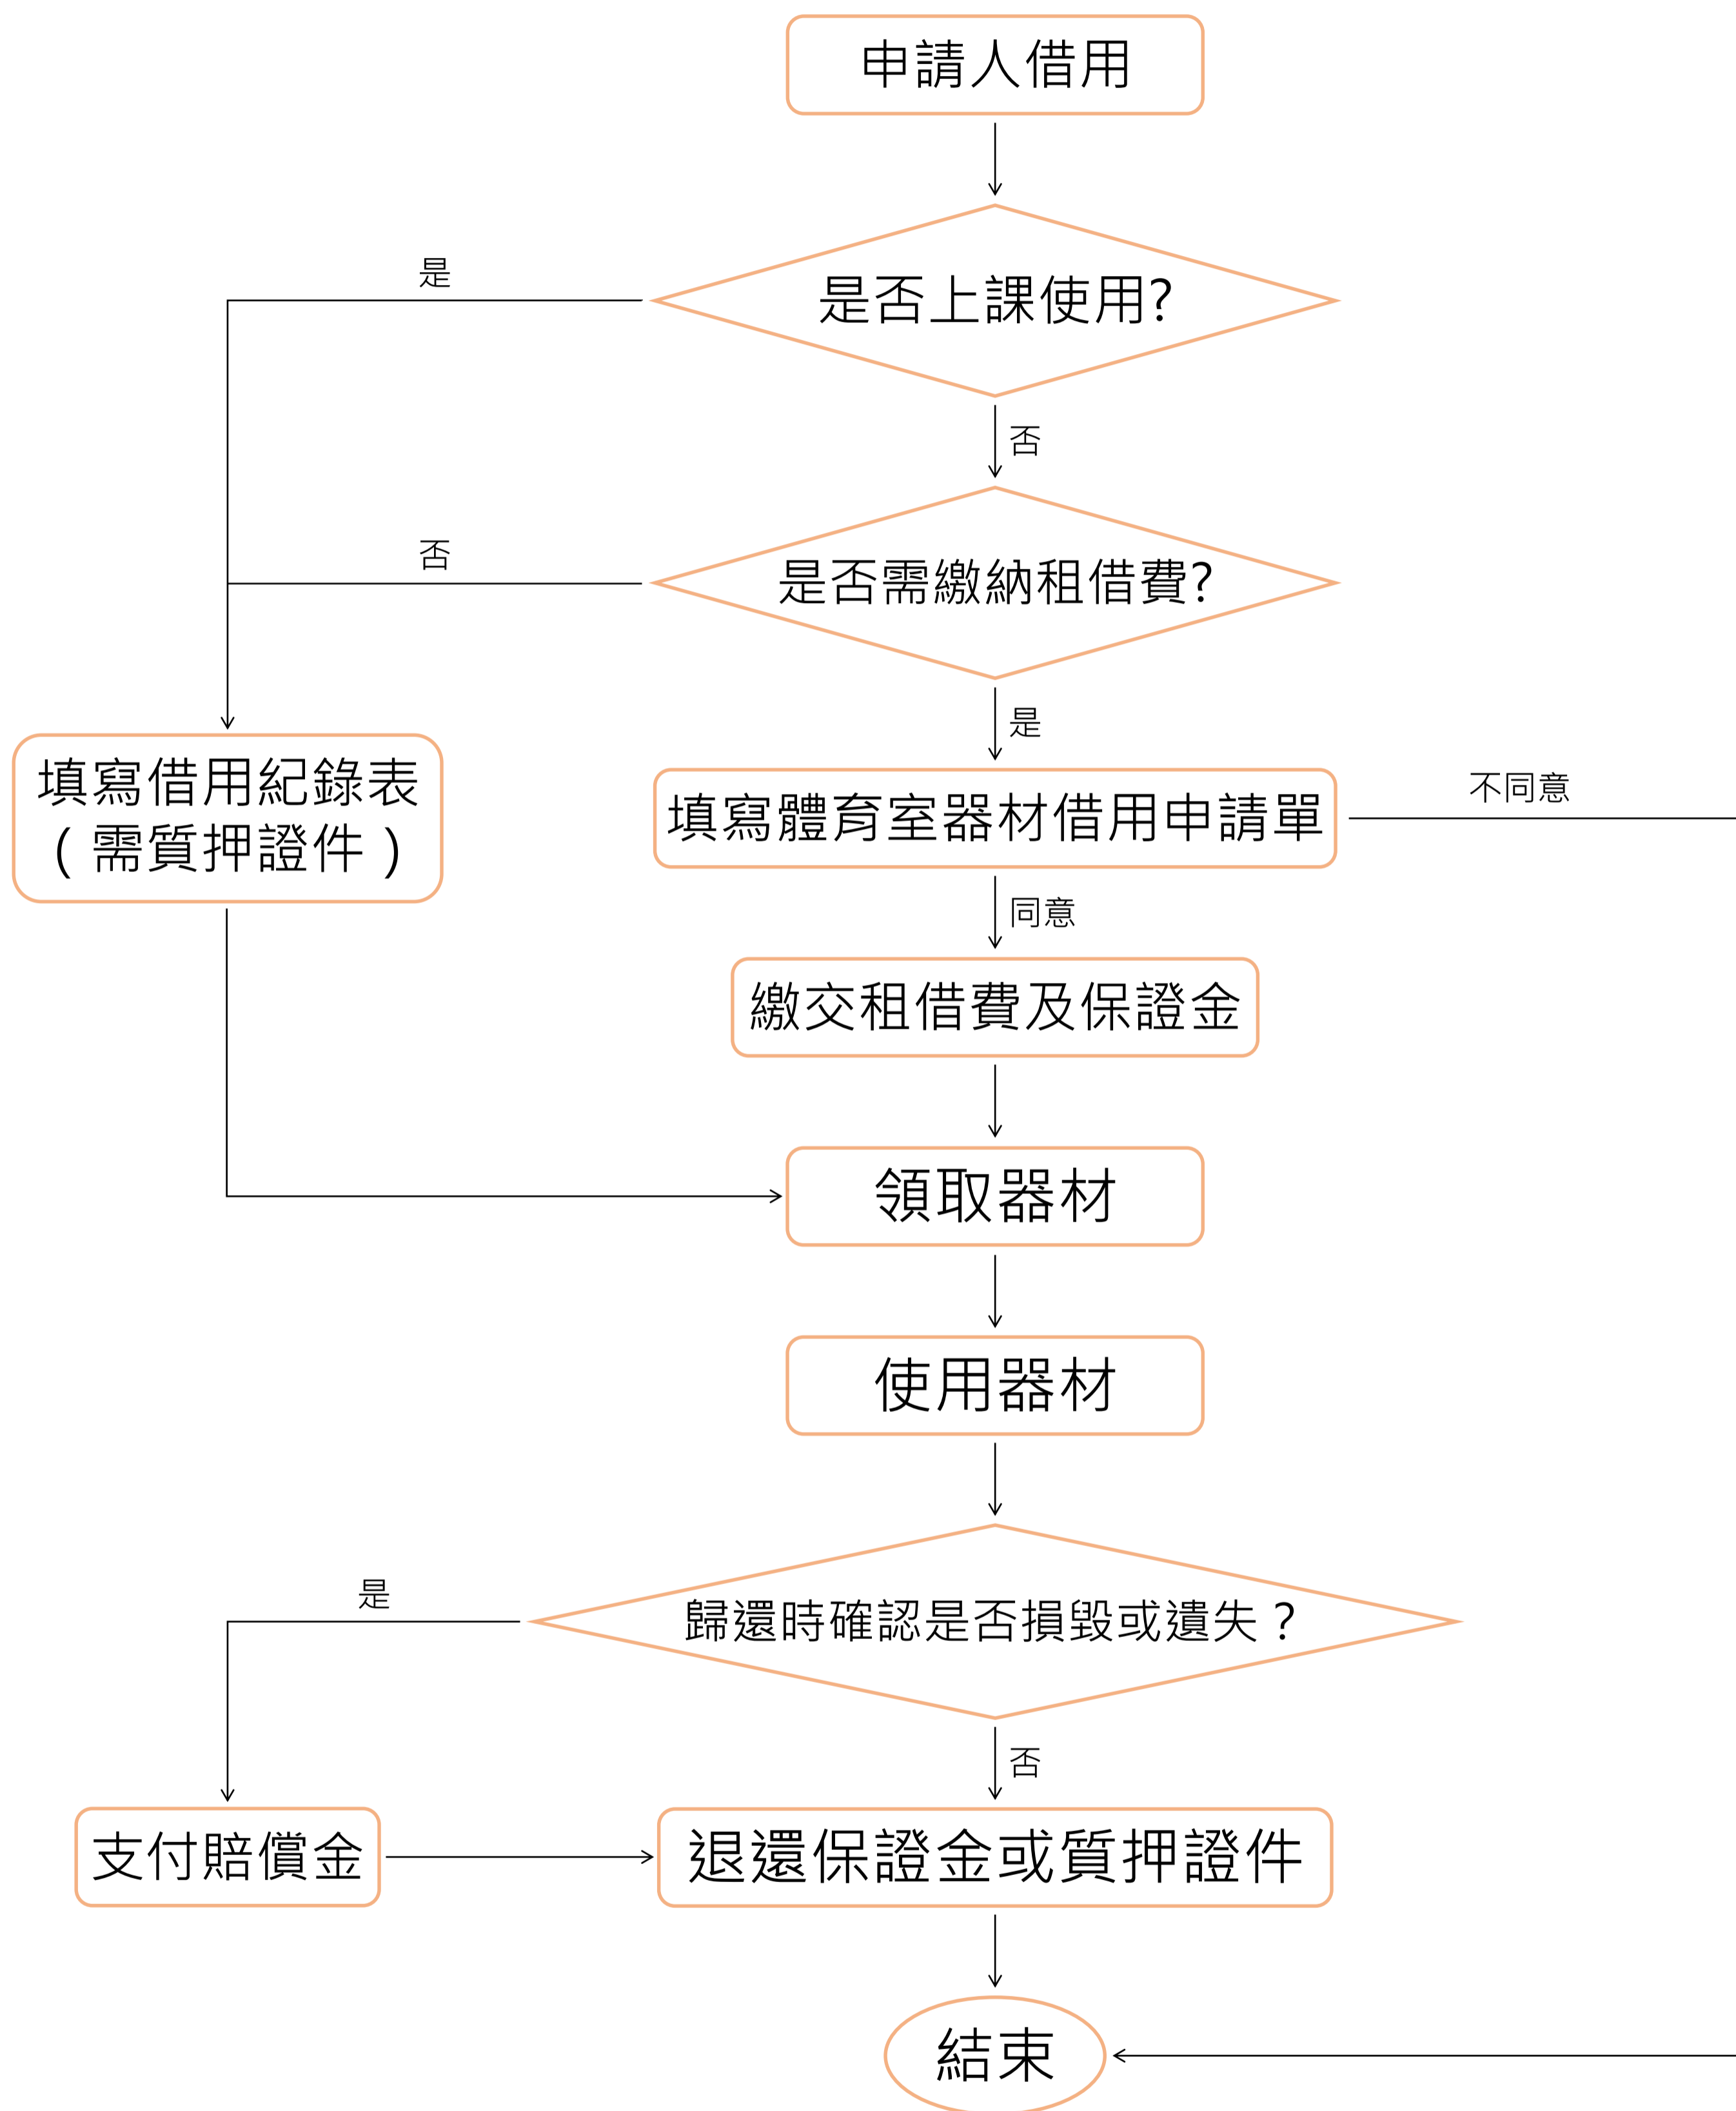 申請人借用
是
是否上課使用?
否
否
是否需繳納租借費?
是
填寫借用紀錄表
( 需質押證件 )
填寫體育室器材借用申請單
不同意
同意
繳交租借費及保證金
領取器材
使用器材
是
歸還時確認是否損毀或遺失 ?
否
支付賠償金
退還保證金或質押證件
結束